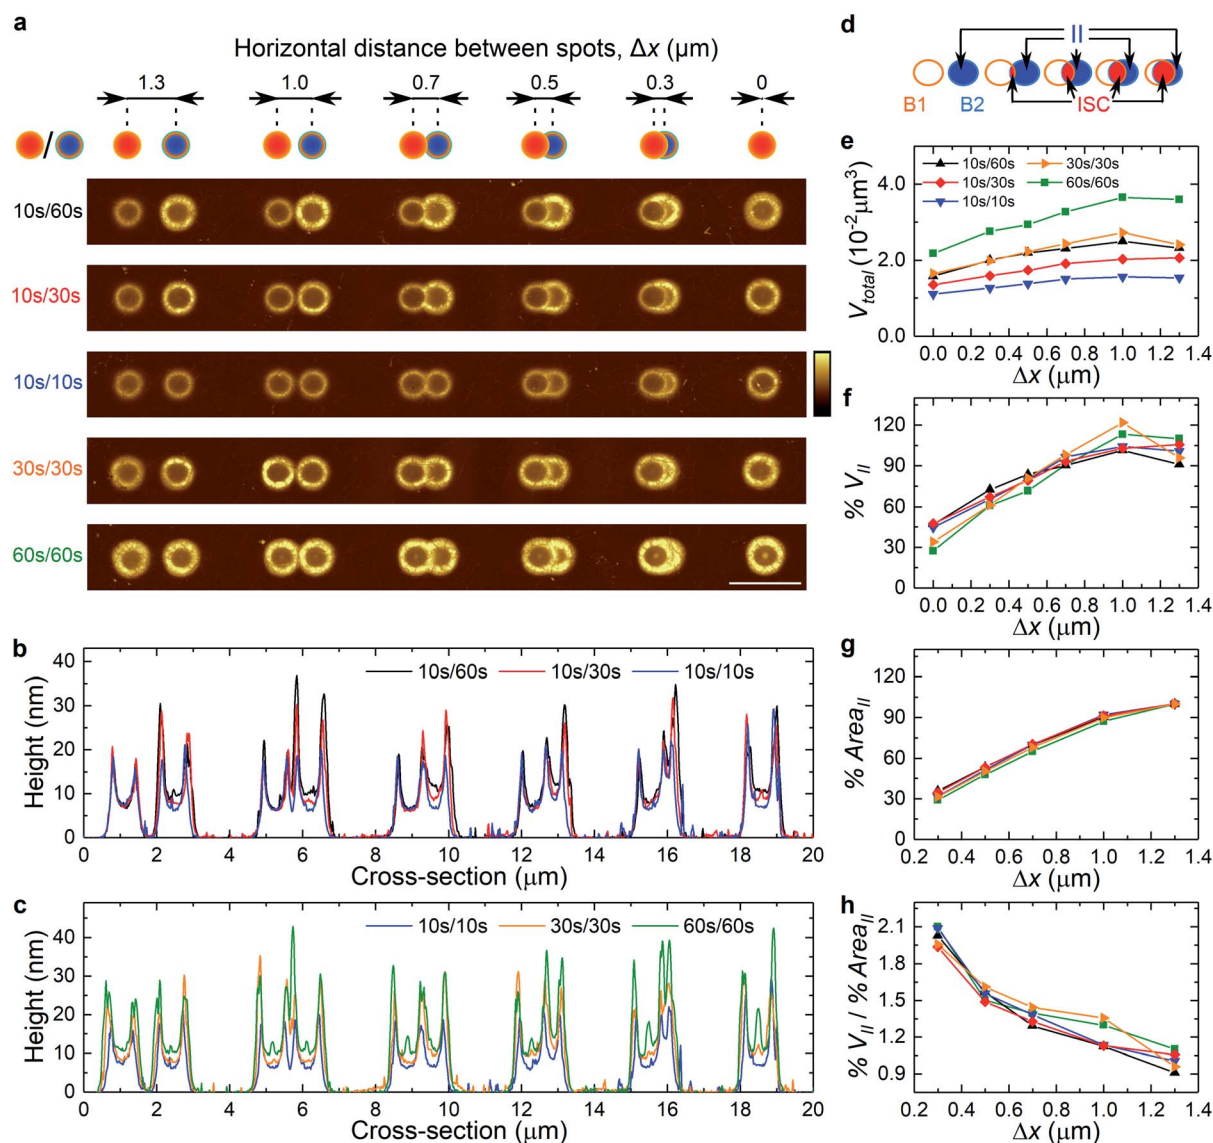 a
Horizontal distance between spots, Δx (μm)
1.3 1.0 0.7 0.5 0.3 0
/
10s/60s
10s/30s
10s/10s
30s/30s
60s/60s
b
40
30
20
10
0
Height (nm)
10s/60s 10s/30s 10s/10s
0 2 4 6 8 10 12 14 16 18 20
Cross-section (μm)
c
40
30
20
10
0
Height (nm)
10s/10s 30s/30s 60s/60s
0 2 4 6 8 10 12 14 16 18 20
Cross-section (μm)
d
II
B1 B2 ISC
e
4.0
2.0
0.0
V_total (10⁻²μm³)
10s/60s 30s/30s
10s/30s 60s/60s
10s/10s
0.0 0.2 0.4 0.6 0.8 1.0 1.2 1.4
Δx (μm)
f
120
90
60
30
0
% V_II
0.0 0.2 0.4 0.6 0.8 1.0 1.2 1.4
Δx (μm)
g
120
90
60
30
0
% Area_II
0.2 0.4 0.6 0.8 1.0 1.2 1.4
Δx (μm)
h
2.1
1.8
1.5
1.2
0.9
% V_II / % Area_II
0.2 0.4 0.6 0.8 1.0 1.2 1.4
Δx (μm)